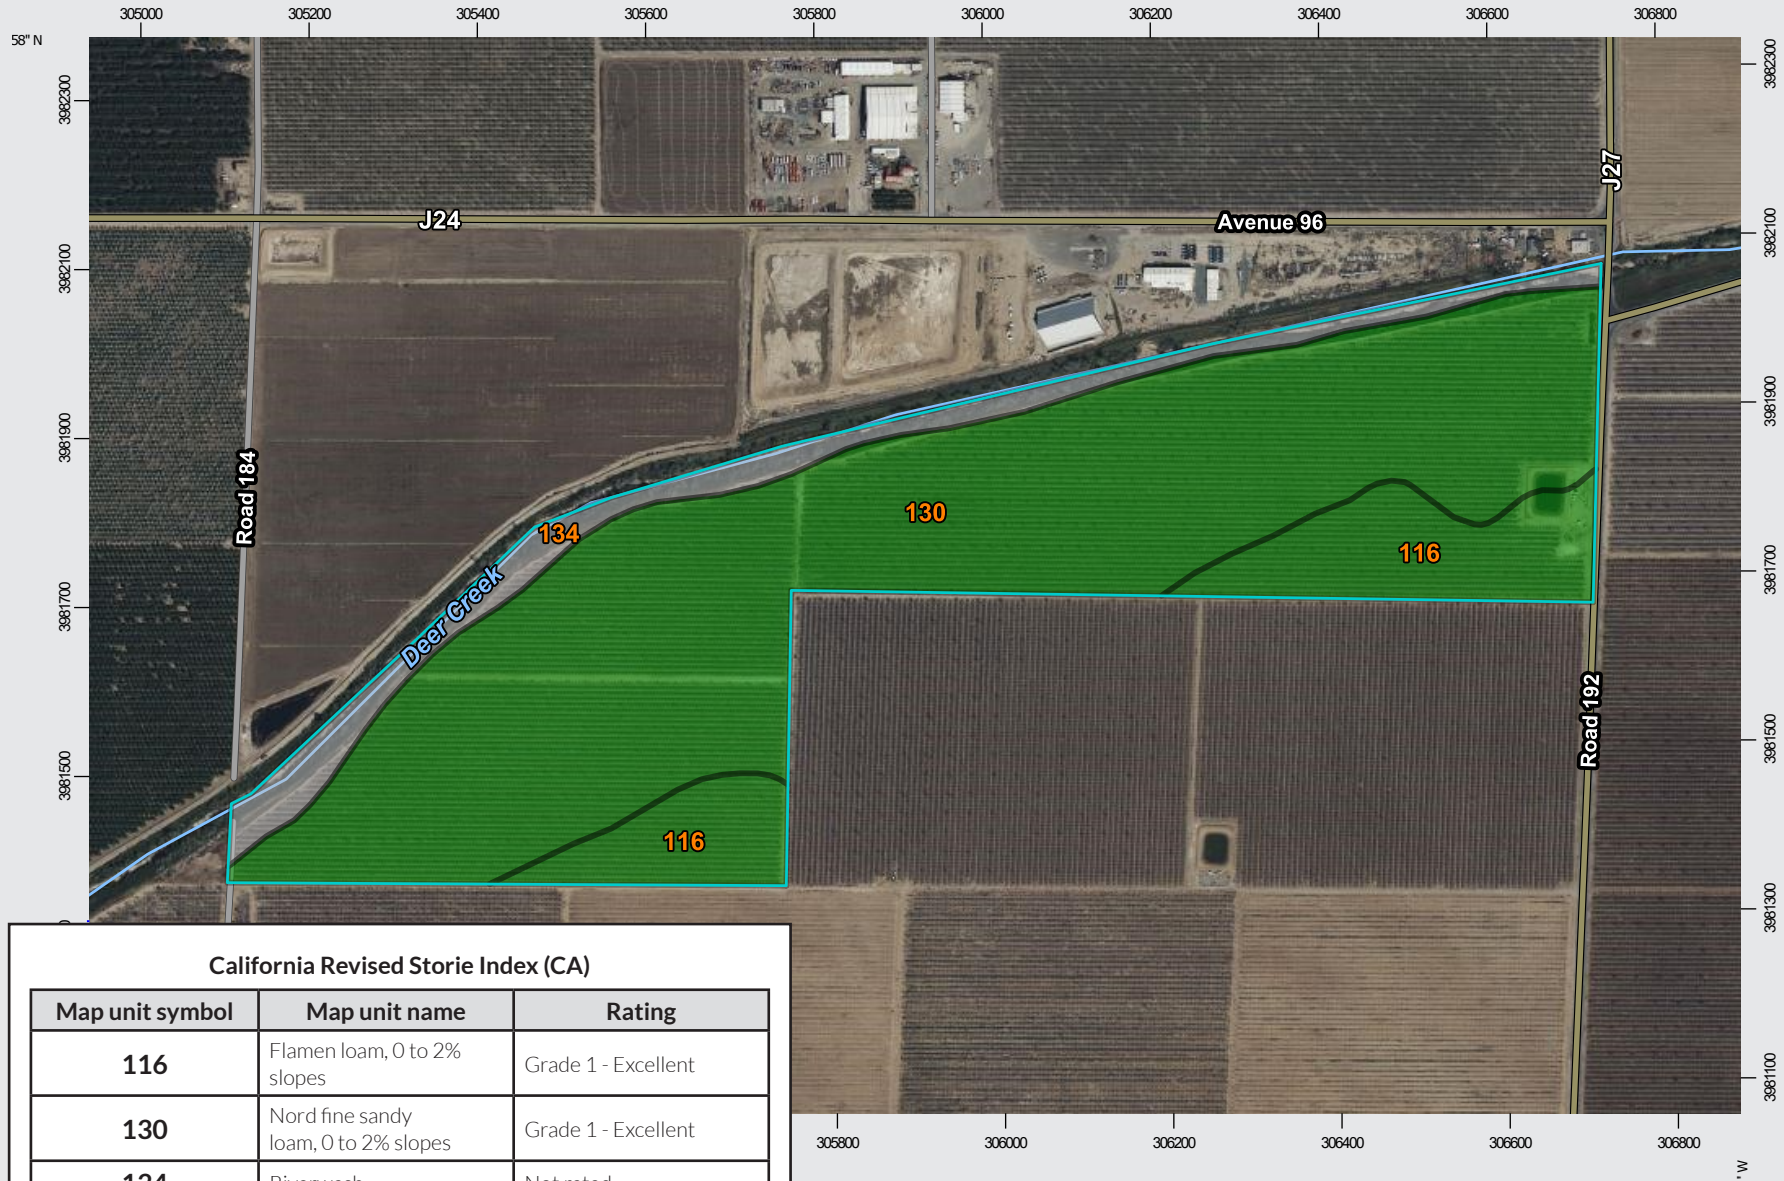 305000 305200 305400 305600 305800 306000 306200 306400 306600 306800
58" N
3982300
3982300
J27
J24
Avenue 96
3982100
3982100
3981900
3981900
Road 184
130
134
116
3981700
3981700
Deer Creek
Road 192
3981500
3981500
116
3981300
3981100
305800 306000 306200 306400 306600 306800
" W
California Revised Storie Index (CA)
Map unit symbol Map unit name Rating
116 Flamen loam, 0 to 2% slopes Grade 1 - Excellent
130 Nord fine sandy loam, 0 to 2% slopes Grade 1 - Excellent
134 Riverwash Not rated